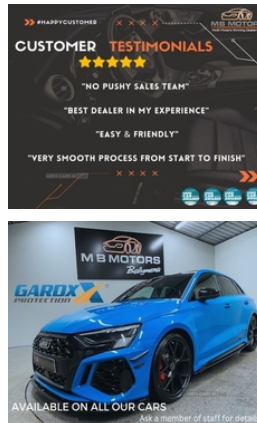 #HAPPYCUSTOMER
MB MOTORS
CUSTOMER TESTIMONIALS
"NO PUSHY SALES TEAM"
"BEST DEALER IN MY EXPERIENCE"
"EASY & FRIENDLY"
"VERY SMOOTH PROCESS FROM START TO FINISH"
MB MOTORS
Ballymena
GARDX
PROTECTION
AVAILABLE ON ALL OUR CARS
Ask a member of staff for details